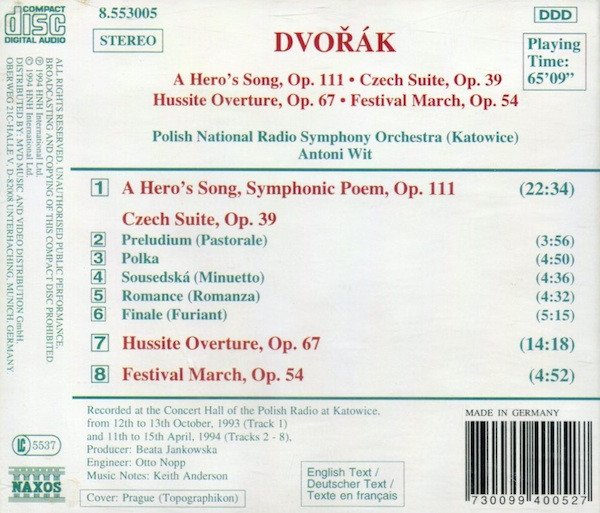 COMPACT
disc
DIGITAL AUDIO
8.553005
STEREO
DVOŘÁK
DDD
Playing
Time:
65'09"
A Hero's Song, Op. 111 • Czech Suite, Op. 39
Hussite Overture, Op. 67 • Festival March, Op. 54
Polish National Radio Symphony Orchestra (Katowice)
Antoni Wit
1 A Hero's Song, Symphonic Poem, Op. 111 (22:34)
Czech Suite, Op. 39
2 Preludium (Pastorale) (3:56)
3 Polka (4:50)
4 Sousedská (Minuetto) (4:36)
5 Romance (Romanza) (4:32)
6 Finale (Furiant) (5:15)
7 Hussite Overture, Op. 67 (14:18)
8 Festival March, Op. 54 (4:52)
Recorded at the Concert Hall of the Polish Radio at Katowice,
from 12th to 13th October, 1993 (Track 1)
and 11th to 15th April, 1994 (Tracks 2 - 8).
Producer: Beata Jankowska
Engineer: Otto Nopp
Music Notes: Keith Anderson
Cover: Prague (Topographikon)
English Text /
Deutscher Text /
Texte en français
MADE IN GERMANY
730099 400527
ALL RIGHTS RESERVED. UNAUTHORISED PUBLIC PERFORMANCE,
BROADCASTING AND COPYING OF THIS COMPACT DISC PROHIBITED
℗ 1994 HNH International Ltd.
© 1994 HNH International Ltd.
DISTRIBUTED BY: MVD MUSIC AND VIDEO DISTRIBUTION GmbH,
OBERWEG 21C-HALLE V, D-82008 UNTERHACHING, MUNICH, GERMANY.
LC 5537
NAXOS